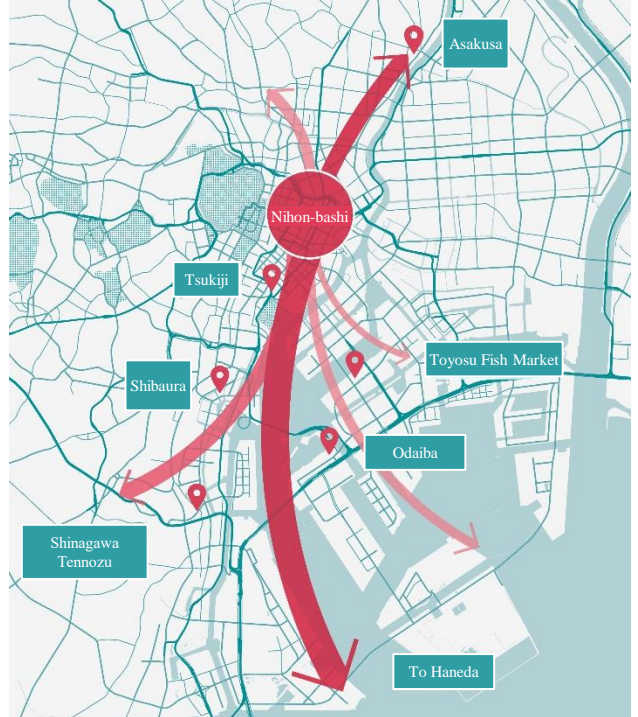 Asakusa
Nihon-bashi
Tsukiji
Toyosu Fish Market
Shibaura
Odaiba
Shinagawa
Tennozu
To Haneda